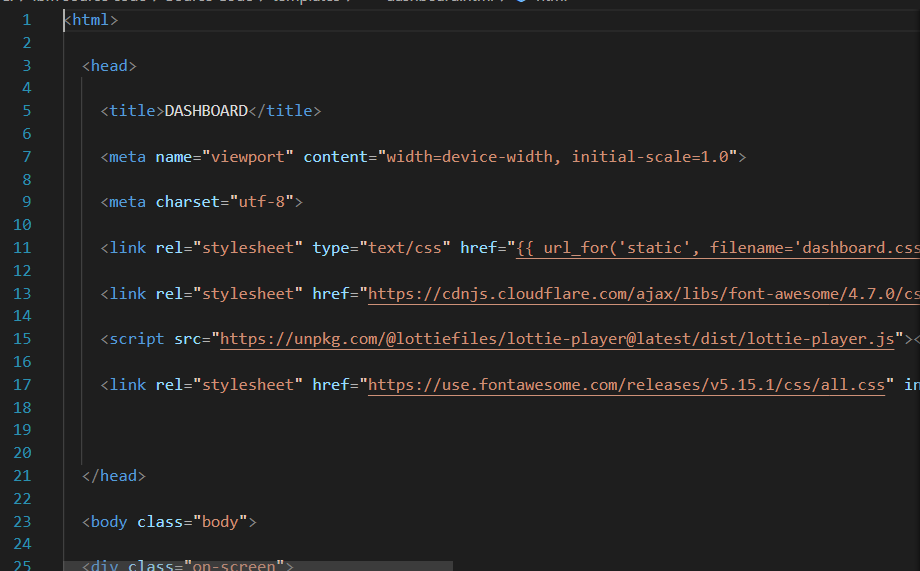 1 <html>
2
3 <head>
4
5 <title>DASHBOARD</title>
6
7 <meta name="viewport" content="width=device-width, initial-scale=1.0">
8
9 <meta charset="utf-8">
10
11 <link rel="stylesheet" type="text/css" href="{{ url_for('static', filename='dashboard.css
12
13 <link rel="stylesheet" href="https://cdnjs.cloudflare.com/ajax/libs/font-awesome/4.7.0/cs
14
15 <script src="https://unpkg.com/@lottiefiles/lottie-player@latest/dist/lottie-player.js"><
16
17 <link rel="stylesheet" href="https://use.fontawesome.com/releases/v5.15.1/css/all.css" in
18
19
20
21 </head>
22
23 <body class="body">
24
25 <div class="on-screen">